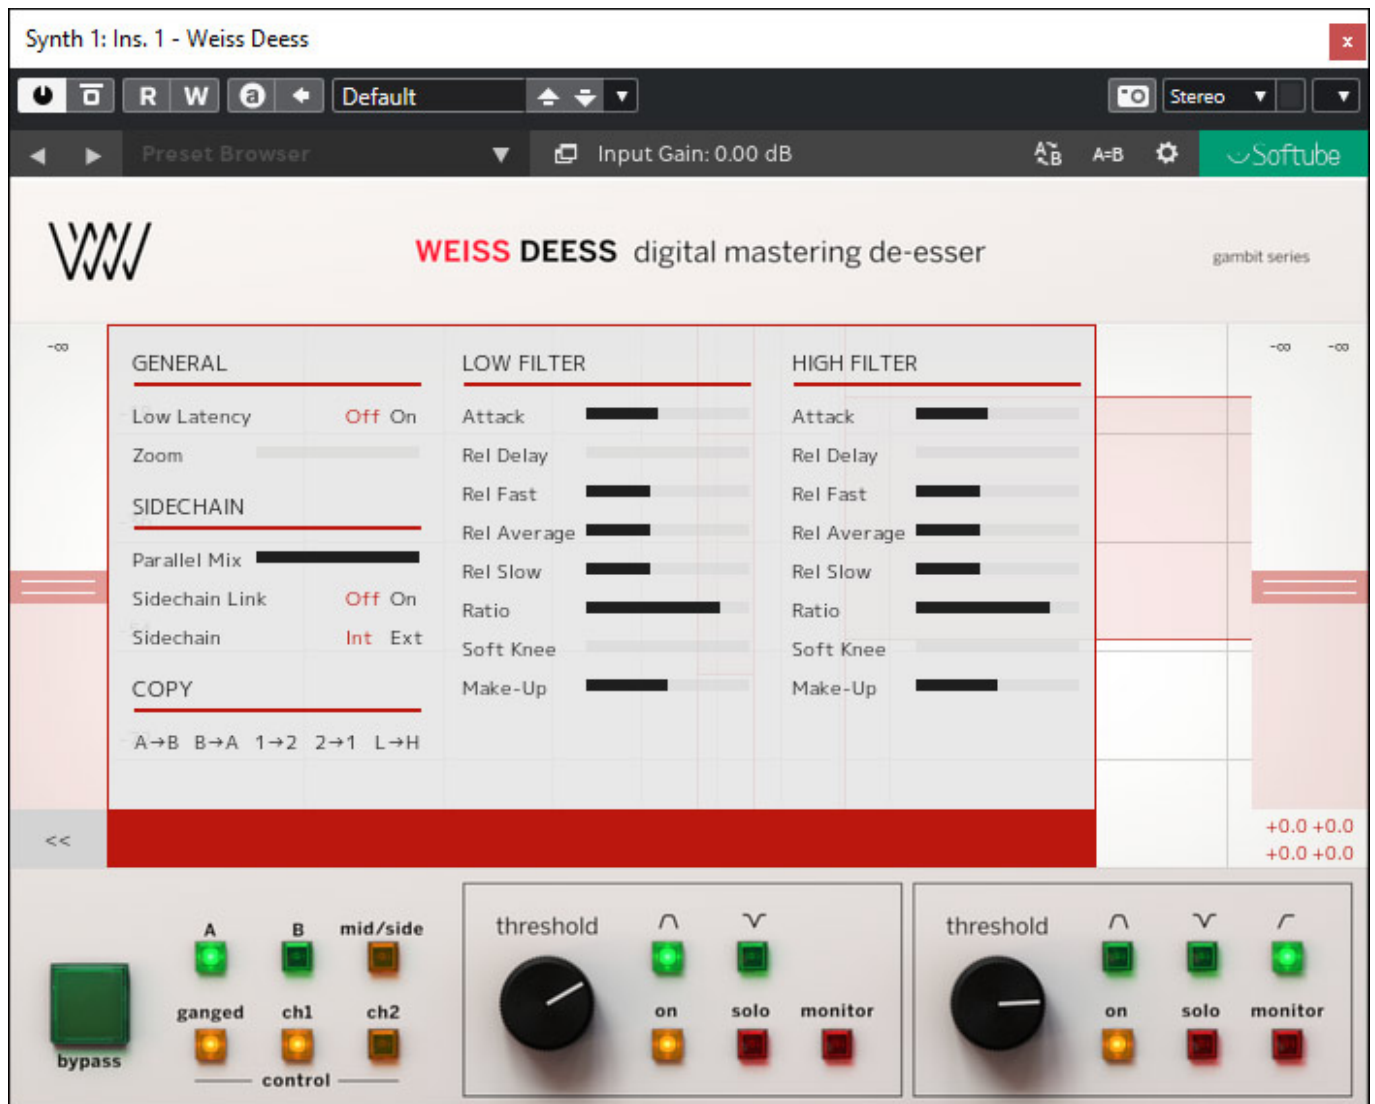 Synth 1: Ins. 1 - Weiss Deess
x
R W a Default Stereo
Preset Browser Input Gain: 0.00 dB A B A=B Softube
WEISS DEESS digital mastering de-esser gambit series
-∞ -∞ -∞
GENERAL
Low Latency Off On
Zoom
SIDECHAIN
Parallel Mix
Sidechain Link Off On
Sidechain Int Ext
COPY
A→B B→A 1→2 2→1 L→H
LOW FILTER
Attack
Rel Delay
Rel Fast
Rel Average
Rel Slow
Ratio
Soft Knee
Make-Up
HIGH FILTER
Attack
Rel Delay
Rel Fast
Rel Average
Rel Slow
Ratio
Soft Knee
Make-Up
<<
+0.0 +0.0
+0.0 +0.0
A B mid/side
ganged ch1 ch2
bypass
control
threshold
on solo monitor
threshold
on solo monitor